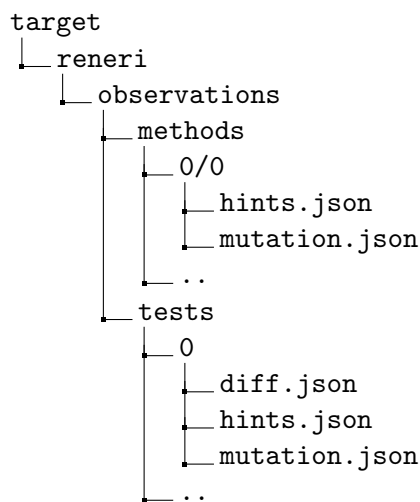 target
reneri
observations
methods
0/0
hints.json
mutation.json
..
tests
0
diff.json
hints.json
mutation.json
..